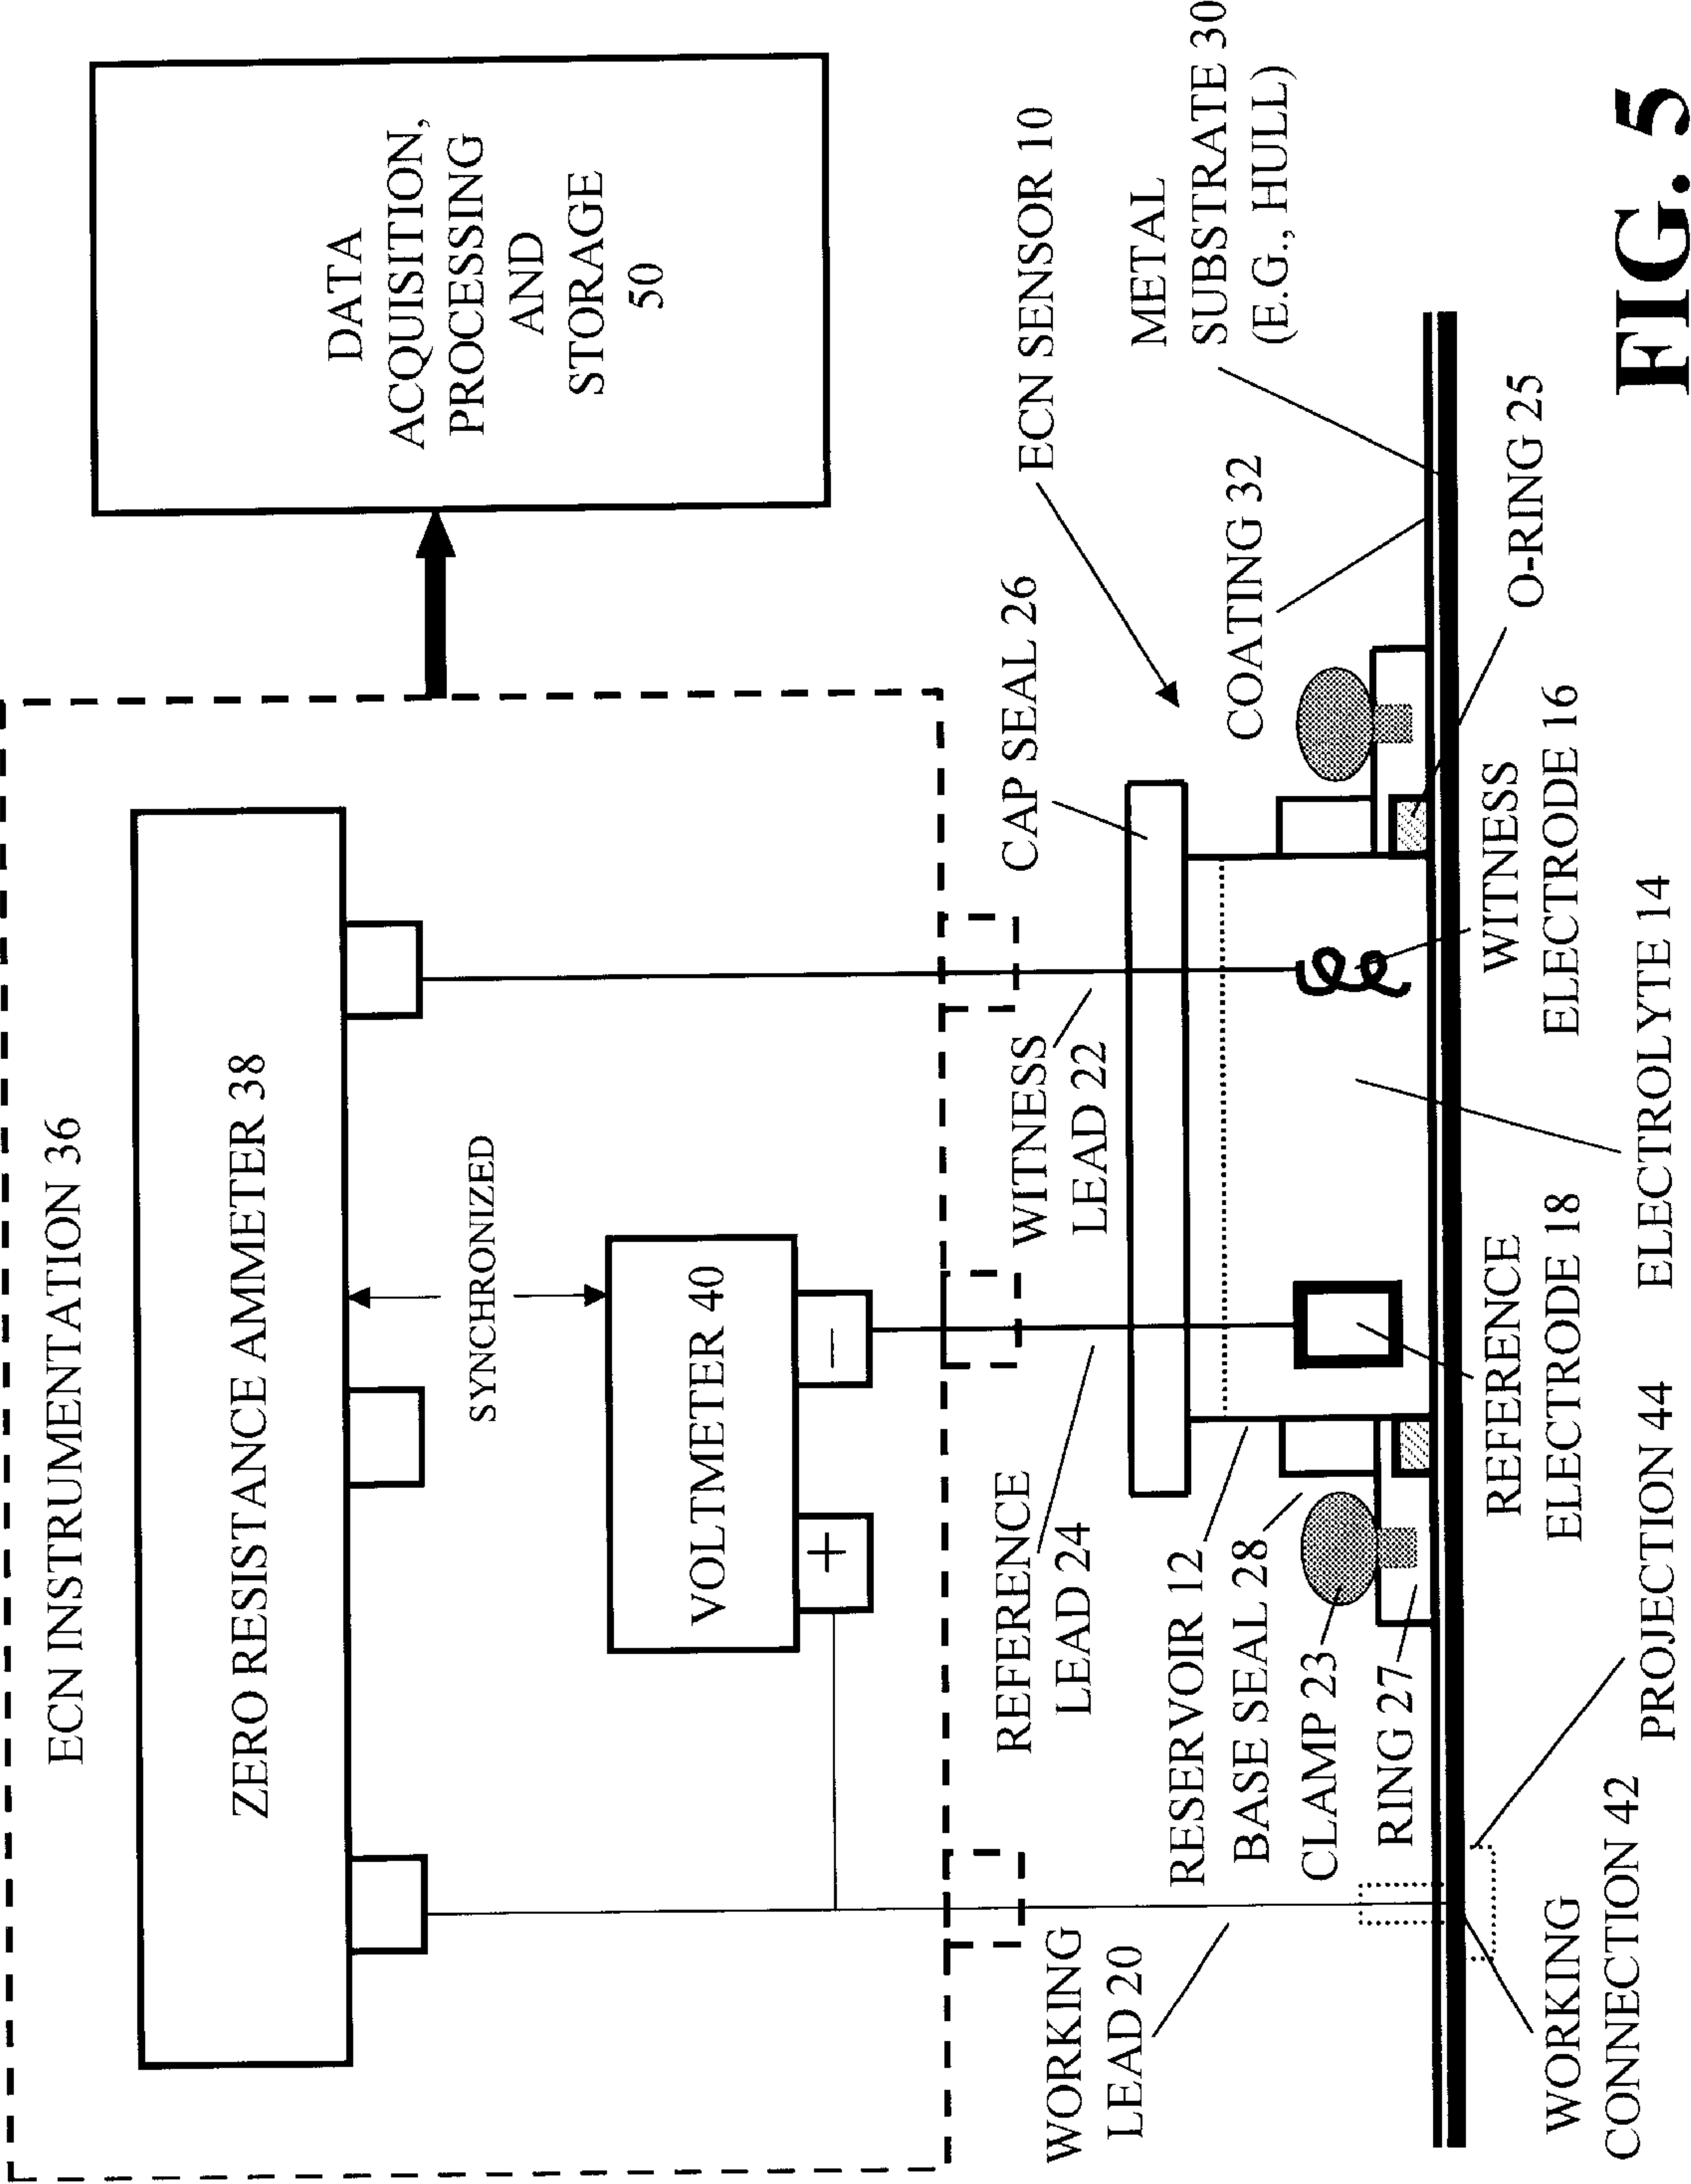 ECN INSTRUMENTATION 36
ZERO RESISTANCE AMMETER 38
SYNCHRONIZED
VOLTMETER 40
+
−
DATA
ACQUISITION,
PROCESSING
AND
STORAGE
50
WORKING
LEAD 20
REFERENCE
LEAD 24
WITNESS
LEAD 22
CAP SEAL 26
ECN SENSOR 10
RESERVOIR 12
BASE SEAL 28
CLAMP 23
RING 27
COATING 32
METAL
SUBSTRATE 30
(E.G., HULL)
WORKING
CONNECTION 42
PROJECTION 44
REFERENCE
ELECTRODE 18
ELECTROLYTE 14
WITNESS
ELECTRODE 16
O-RING 25
FIG. 5